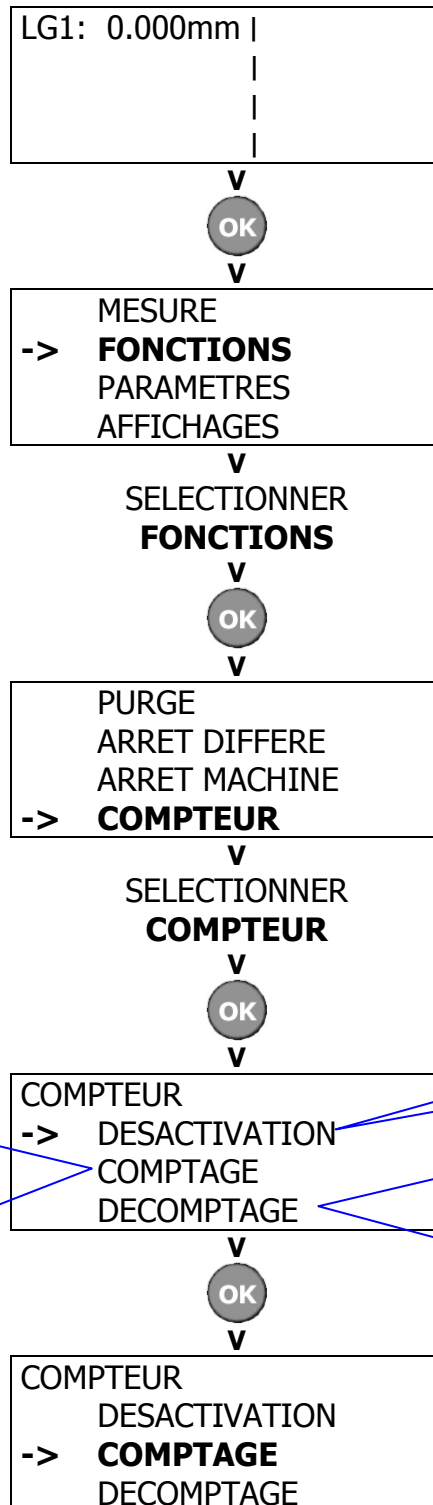 LG1: 0.000mm |
|
|
|
v
OK
v
MESURE
-> FONCTIONS
PARAMETRES
AFFICHAGES
v
SELECTIONNER
FONCTIONS
v
OK
v
PURGE
ARRET DIFFERE
ARRET MACHINE
-> COMPTEUR
v
SELECTIONNER
COMPTEUR
v
OK
v
COMPTEUR
-> DESACTIVATION
COMPTAGE
DECOMPTAGE
v
OK
v
COMPTEUR
DESACTIVATION
-> COMPTAGE
DECOMPTAGE